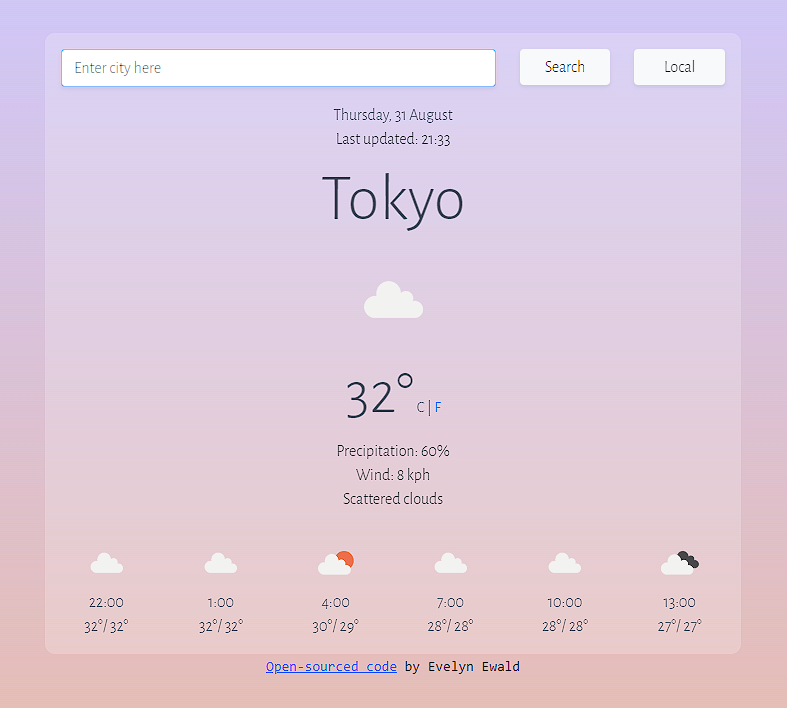 Enter city here
Search
Local
Thursday, 31 August
Last updated: 21:33
Tokyo
32° C | F
Precipitation: 60%
Wind: 8 kph
Scattered clouds
22:00 1:00 4:00 7:00 10:00 13:00
32°/ 32° 32°/ 32° 30°/ 29° 28°/ 28° 28°/ 28° 27°/ 27°
Open-sourced code by Evelyn Ewald